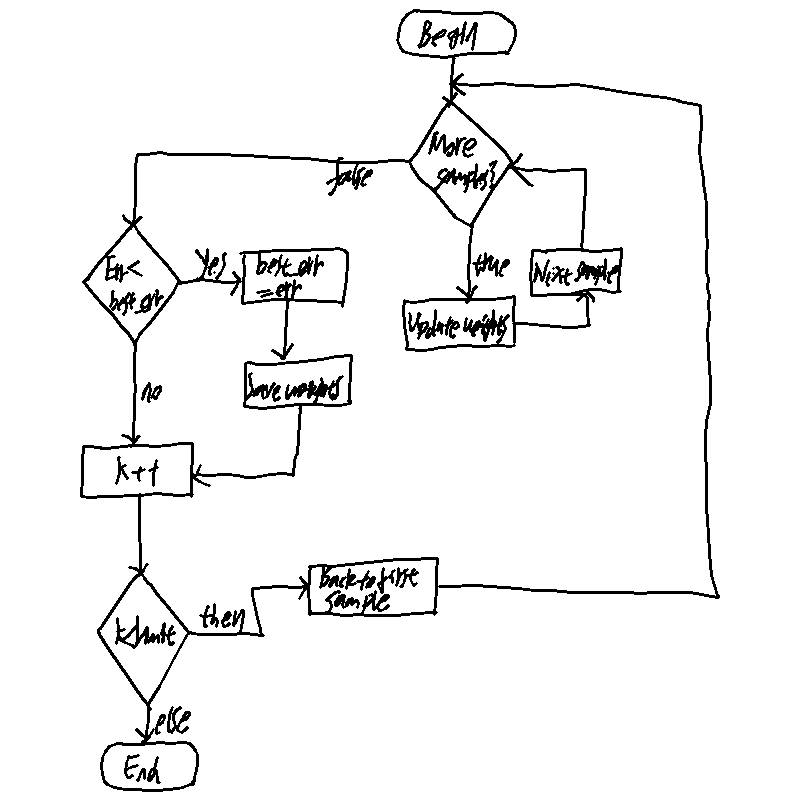 Begin
More
samples?
false
true
Next sample
Update weights
Err<
best_err
yes
best_err
=err
Save weights
no
k++
Back to first
sample
then
else
End